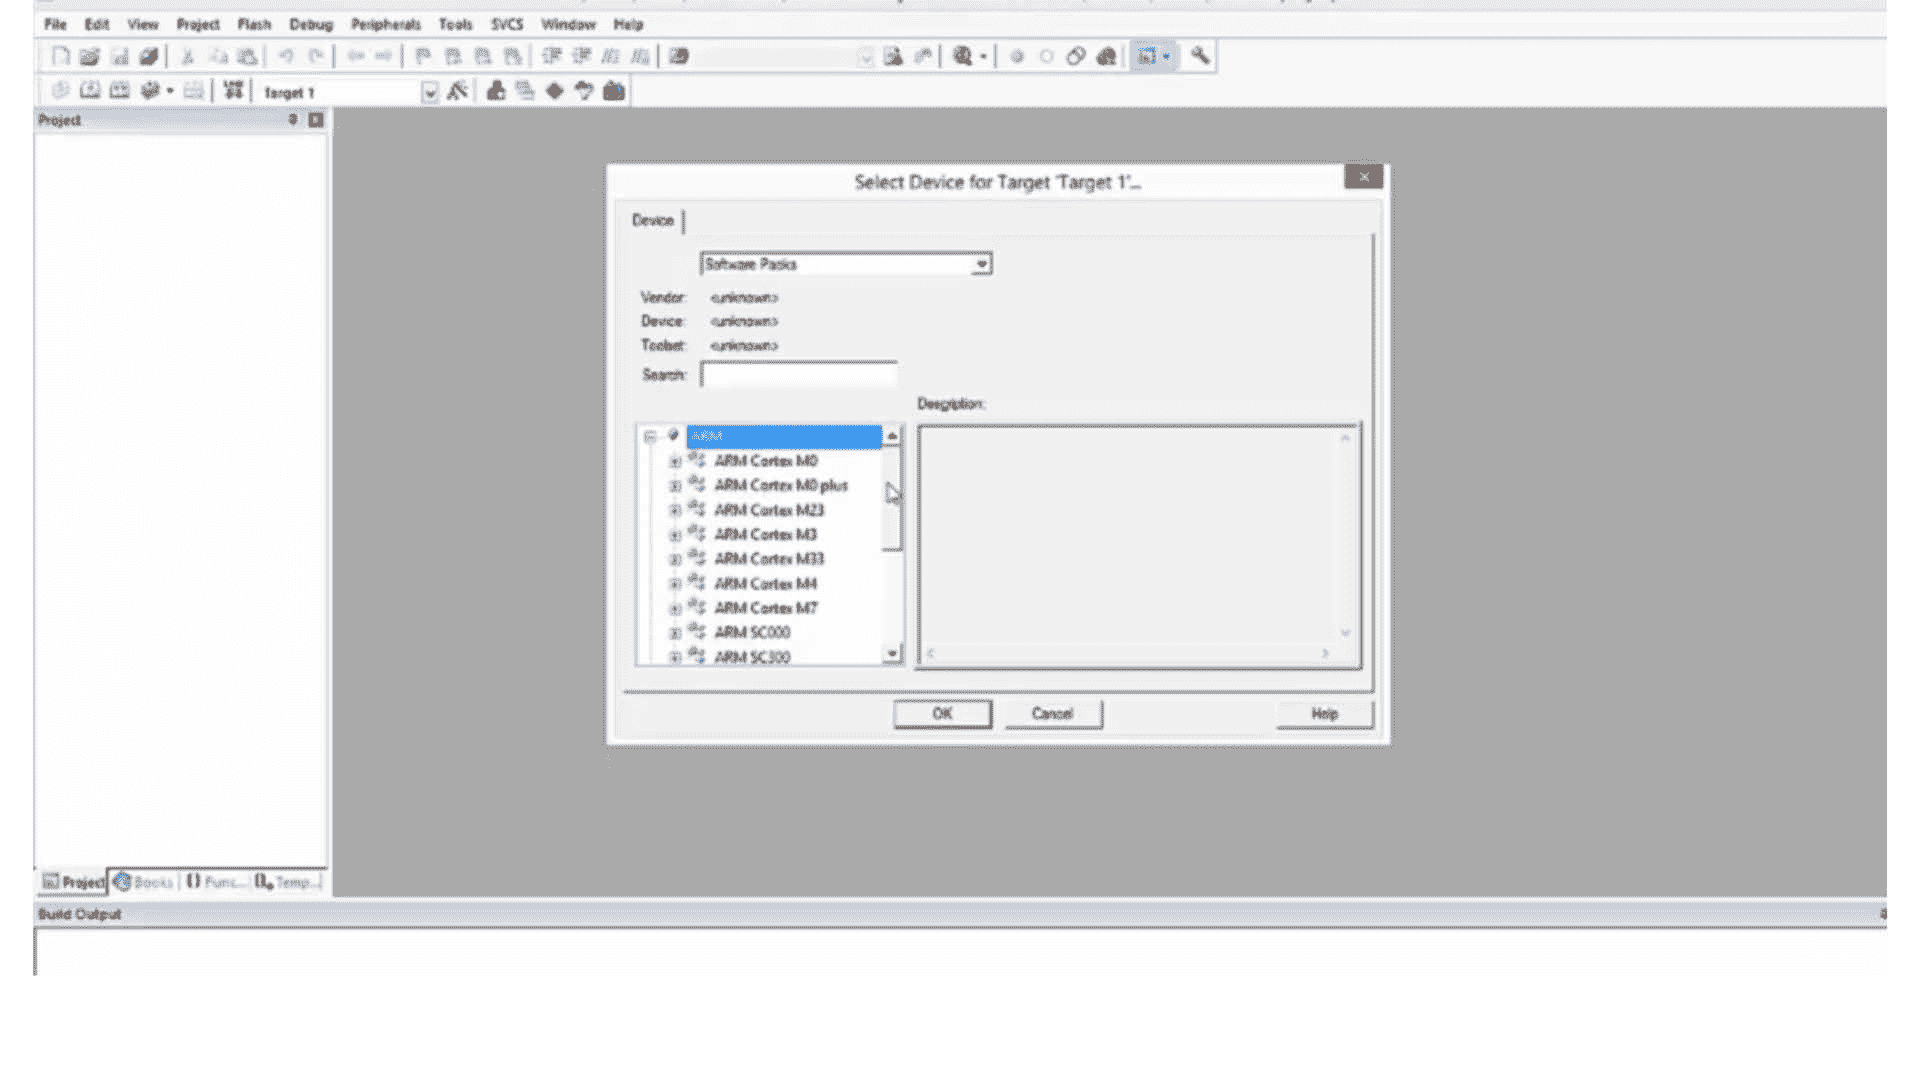 File Edit View Project Flash Debug Peripherals Tools SVCS Window Help
Target 1
Project
Select Device for Target 'Target 1'...
Device
Software Packs
Vendor: <unknown>
Device: <unknown>
Toolset: <unknown>
Search:
Description:
ARM
ARM Cortex M0
ARM Cortex M0 plus
ARM Cortex M23
ARM Cortex M3
ARM Cortex M33
ARM Cortex M4
ARM Cortex M7
ARM SC000
ARM SC300
OK Cancel Help
Project Books Func... Temp...
Build Output